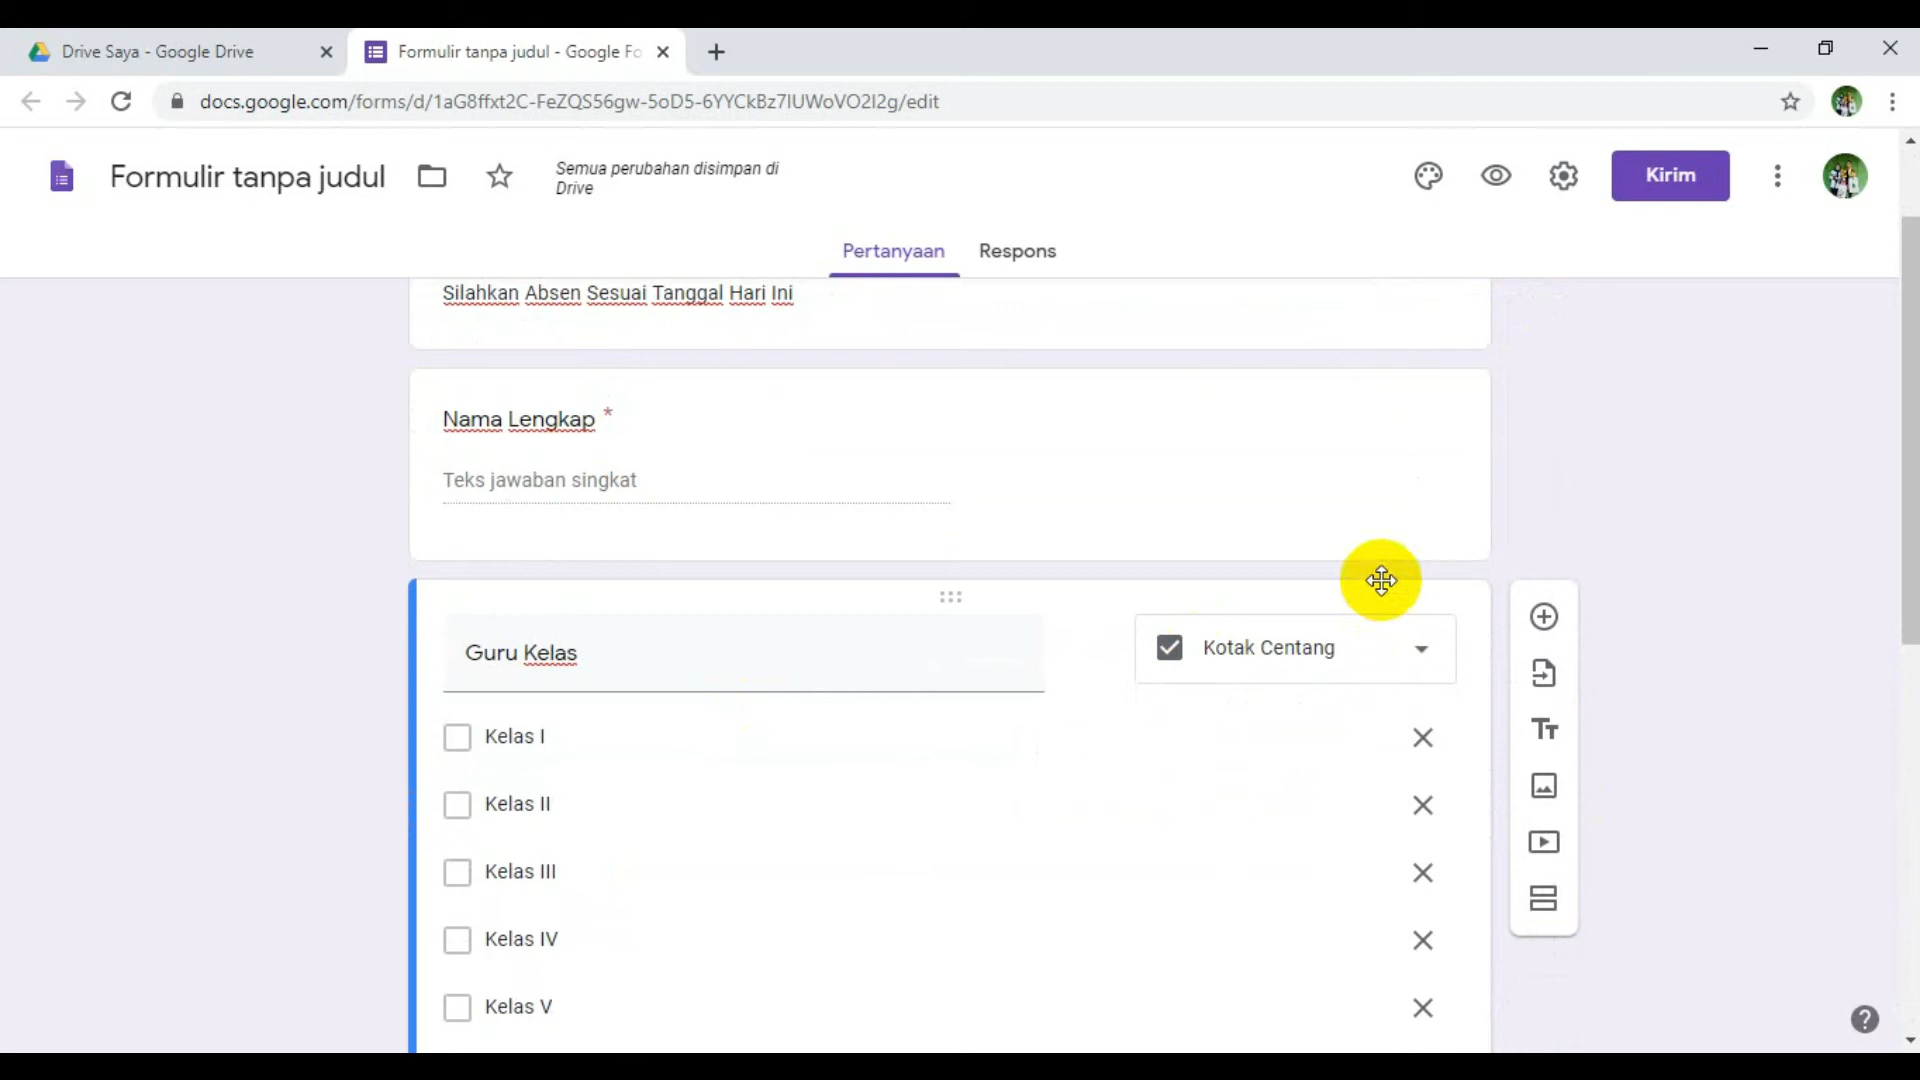 Drive Saya - Google Drive
Formulir tanpa judul - Google Fo
docs.google.com/forms/d/1aG8ffxt2C-FeZQS56gw-5oD5-6YYCkBz7lUWoVO2l2g/edit
Formulir tanpa judul
Semua perubahan disimpan di
Drive
Kirim
Pertanyaan
Respons
Silahkan Absen Sesuai Tanggal Hari Ini
Nama Lengkap *
Teks jawaban singkat
Guru Kelas
Kotak Centang
Kelas I
Kelas II
Kelas III
Kelas IV
Kelas V